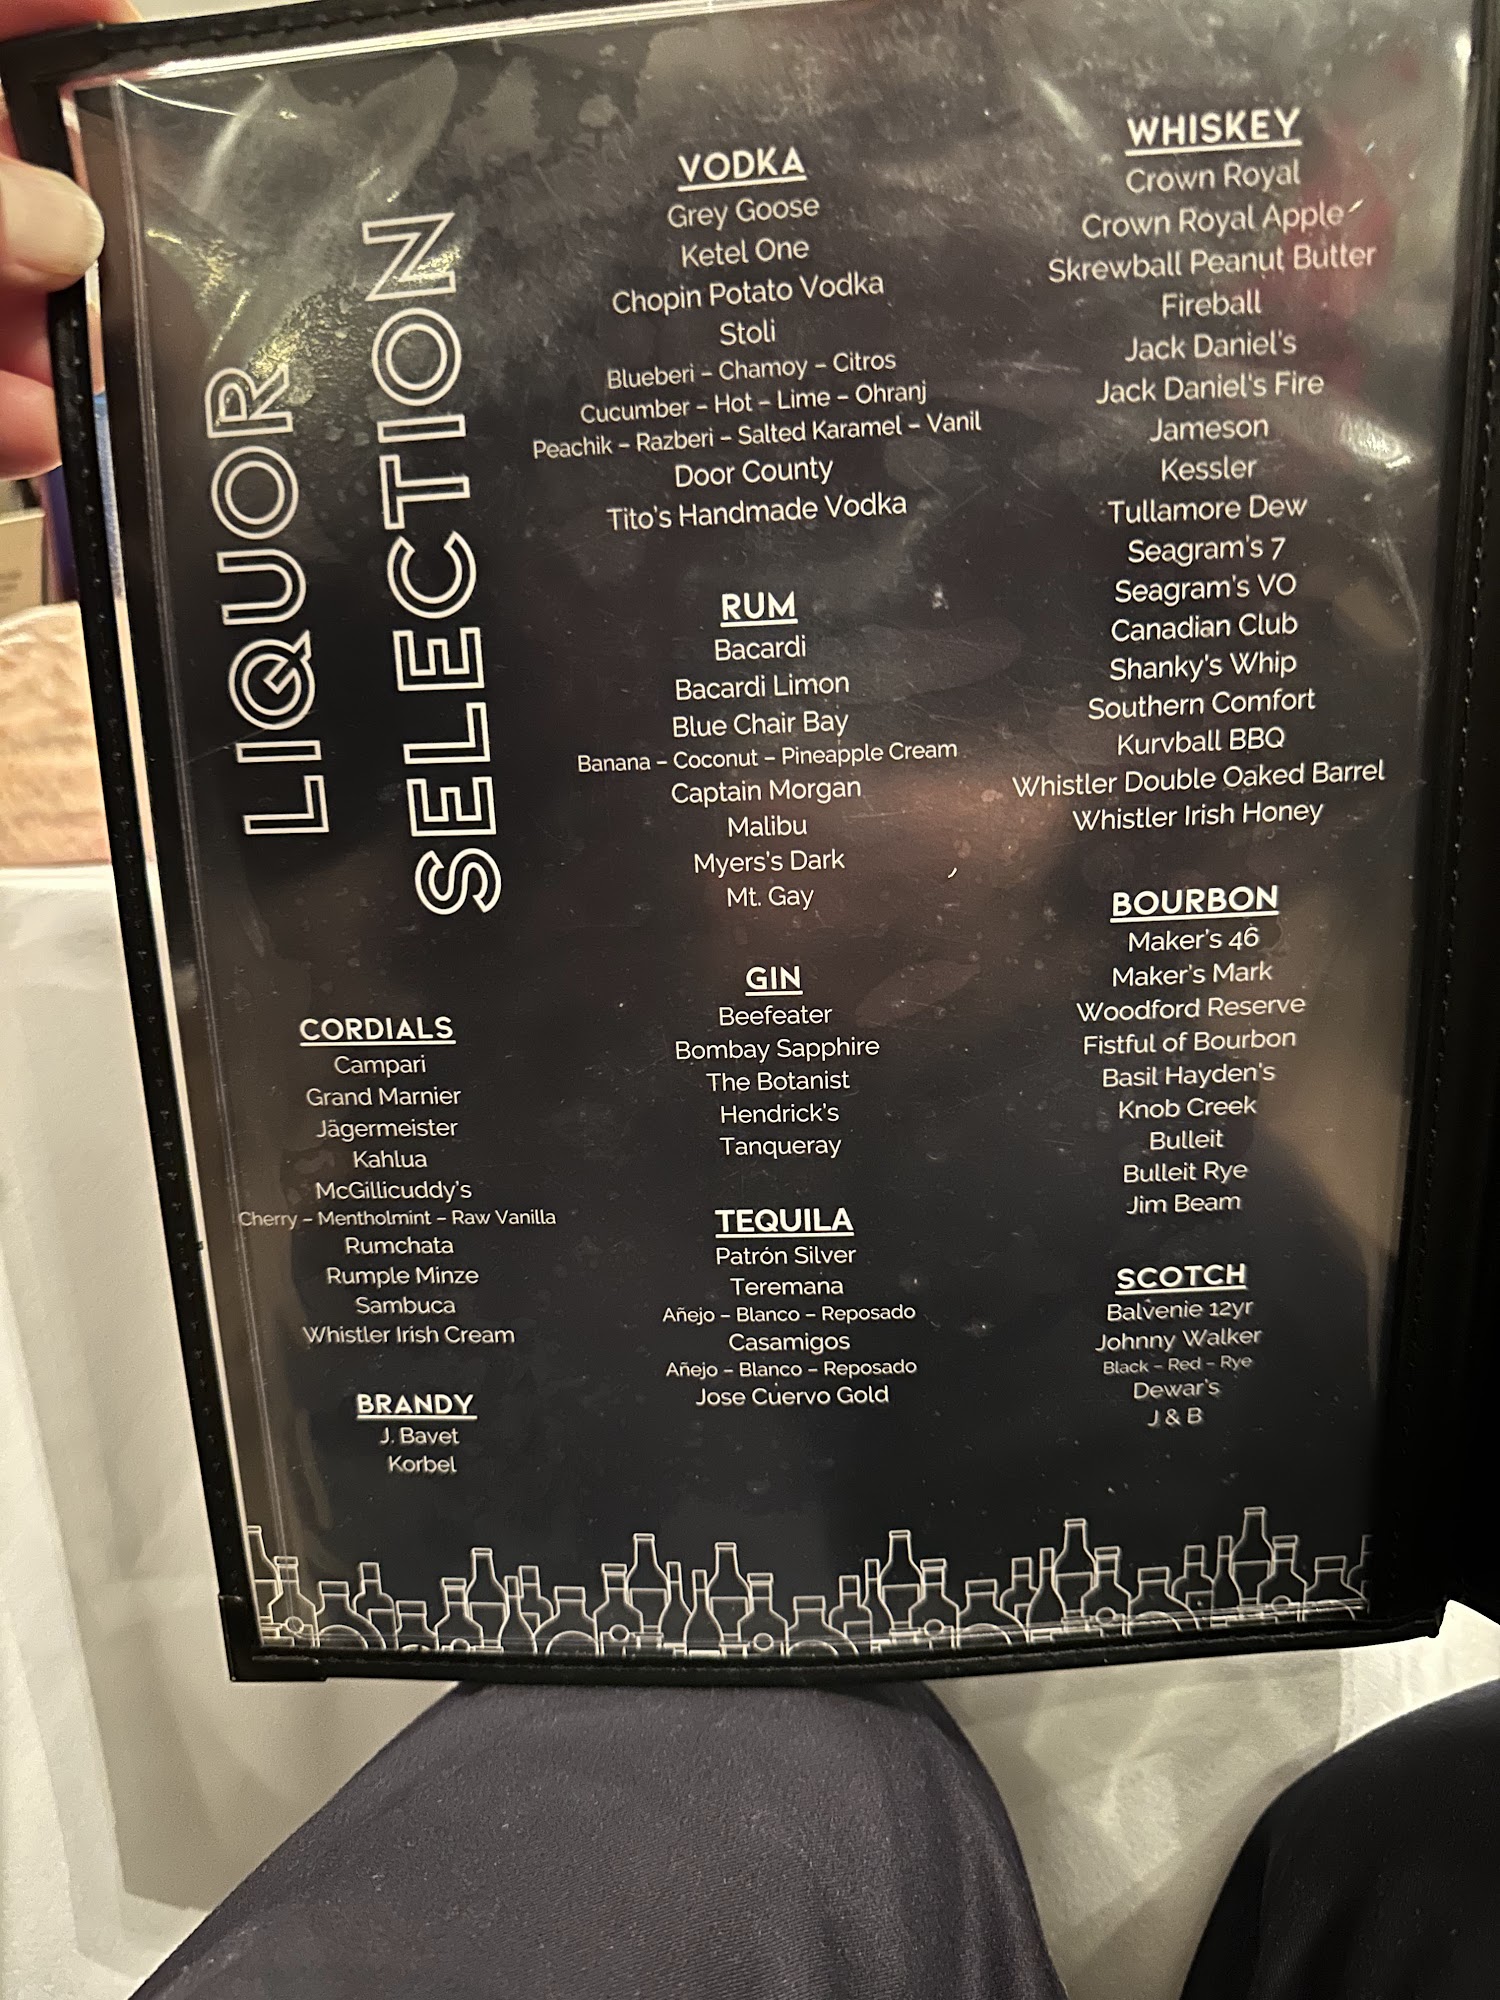 LIQUOR
SELECTION
CORDIALS
Campari
Grand Marnier
Jägermeister
Kahlua
McGillicuddy's
Cherry – Mentholmint – Raw Vanilla
Rumchata
Rumple Minze
Sambuca
Whistler Irish Cream
BRANDY
J. Bavet
Korbel
VODKA
Grey Goose
Ketel One
Chopin Potato Vodka
Stoli
Blueberi – Chamoy – Citros
Cucumber – Hot – Lime – Ohranj
Peachik – Razberi – Salted Karamel – Vanil
Door County
Tito's Handmade Vodka
RUM
Bacardi
Bacardi Limon
Blue Chair Bay
Banana – Coconut – Pineapple Cream
Captain Morgan
Malibu
Myers's Dark
Mt. Gay
GIN
Beefeater
Bombay Sapphire
The Botanist
Hendrick's
Tanqueray
TEQUILA
Patrón Silver
Teremana
Añejo – Blanco – Reposado
Casamigos
Añejo – Blanco – Reposado
Jose Cuervo Gold
WHISKEY
Crown Royal
Crown Royal Apple
Skrewball Peanut Butter
Fireball
Jack Daniel's
Jack Daniel's Fire
Jameson
Kessler
Tullamore Dew
Seagram's 7
Seagram's VO
Canadian Club
Shanky's Whip
Southern Comfort
Kurvball BBQ
Whistler Double Oaked Barrel
Whistler Irish Honey
BOURBON
Maker's 46
Maker's Mark
Woodford Reserve
Fistful of Bourbon
Basil Hayden's
Knob Creek
Bulleit
Bulleit Rye
Jim Beam
SCOTCH
Balvenie 12yr
Johnny Walker
Black – Red – Rye
Dewar's
J & B